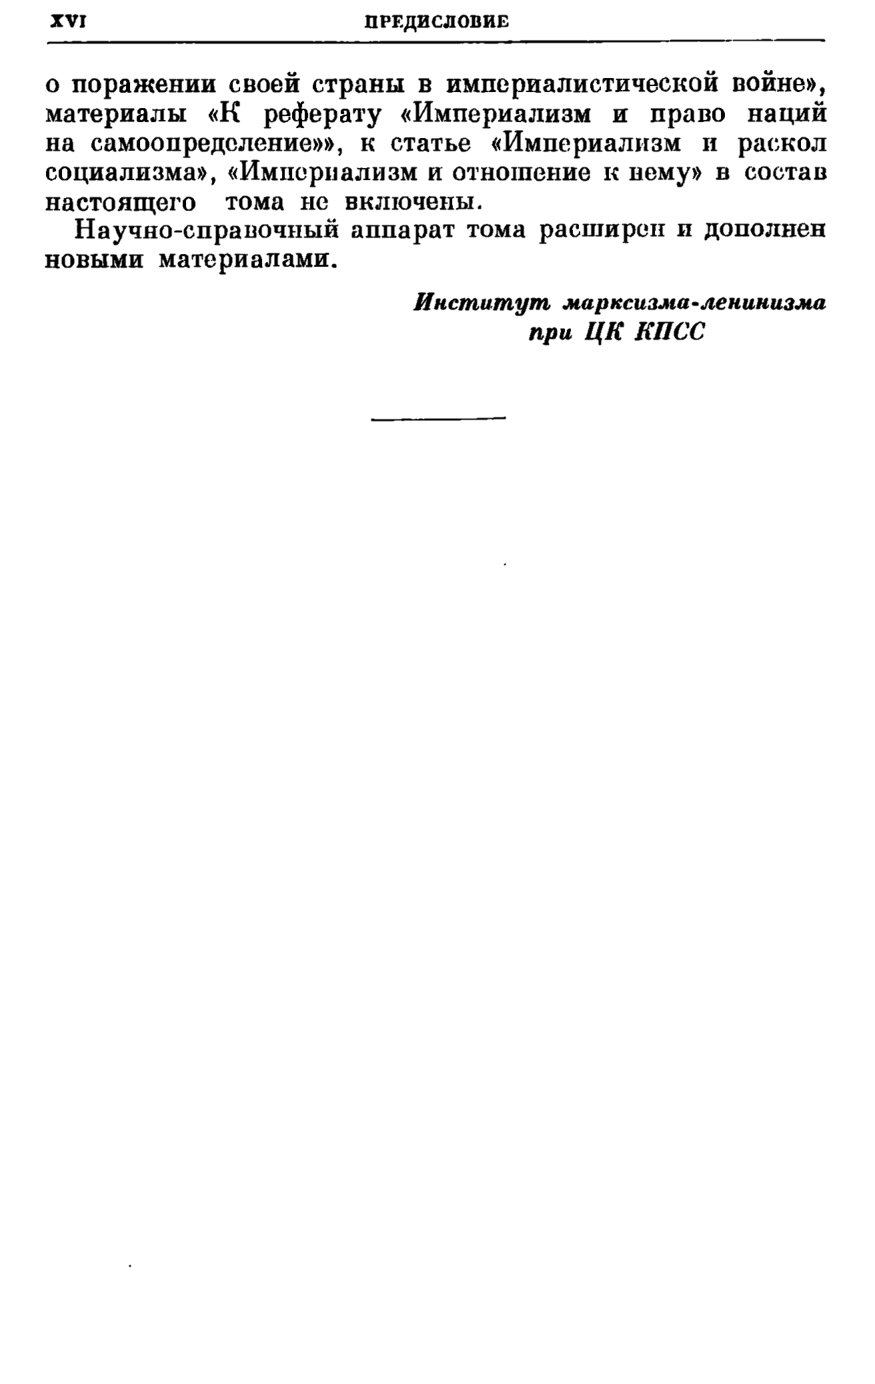 XVI ПРЕДИСЛОВИЕ
о поражении своей страны в империалистической войне»,
материалы «К реферату «Империализм и право наций
на самоопределение»», к статье «Империализм и раскол
социализма», «Империализм и отношение к нему» в состав
настоящего тома не включены.
Научно-справочный аппарат тома расширен и дополнен
новыми материалами.
Институт марксизма-ленинизма
при ЦК КПСС